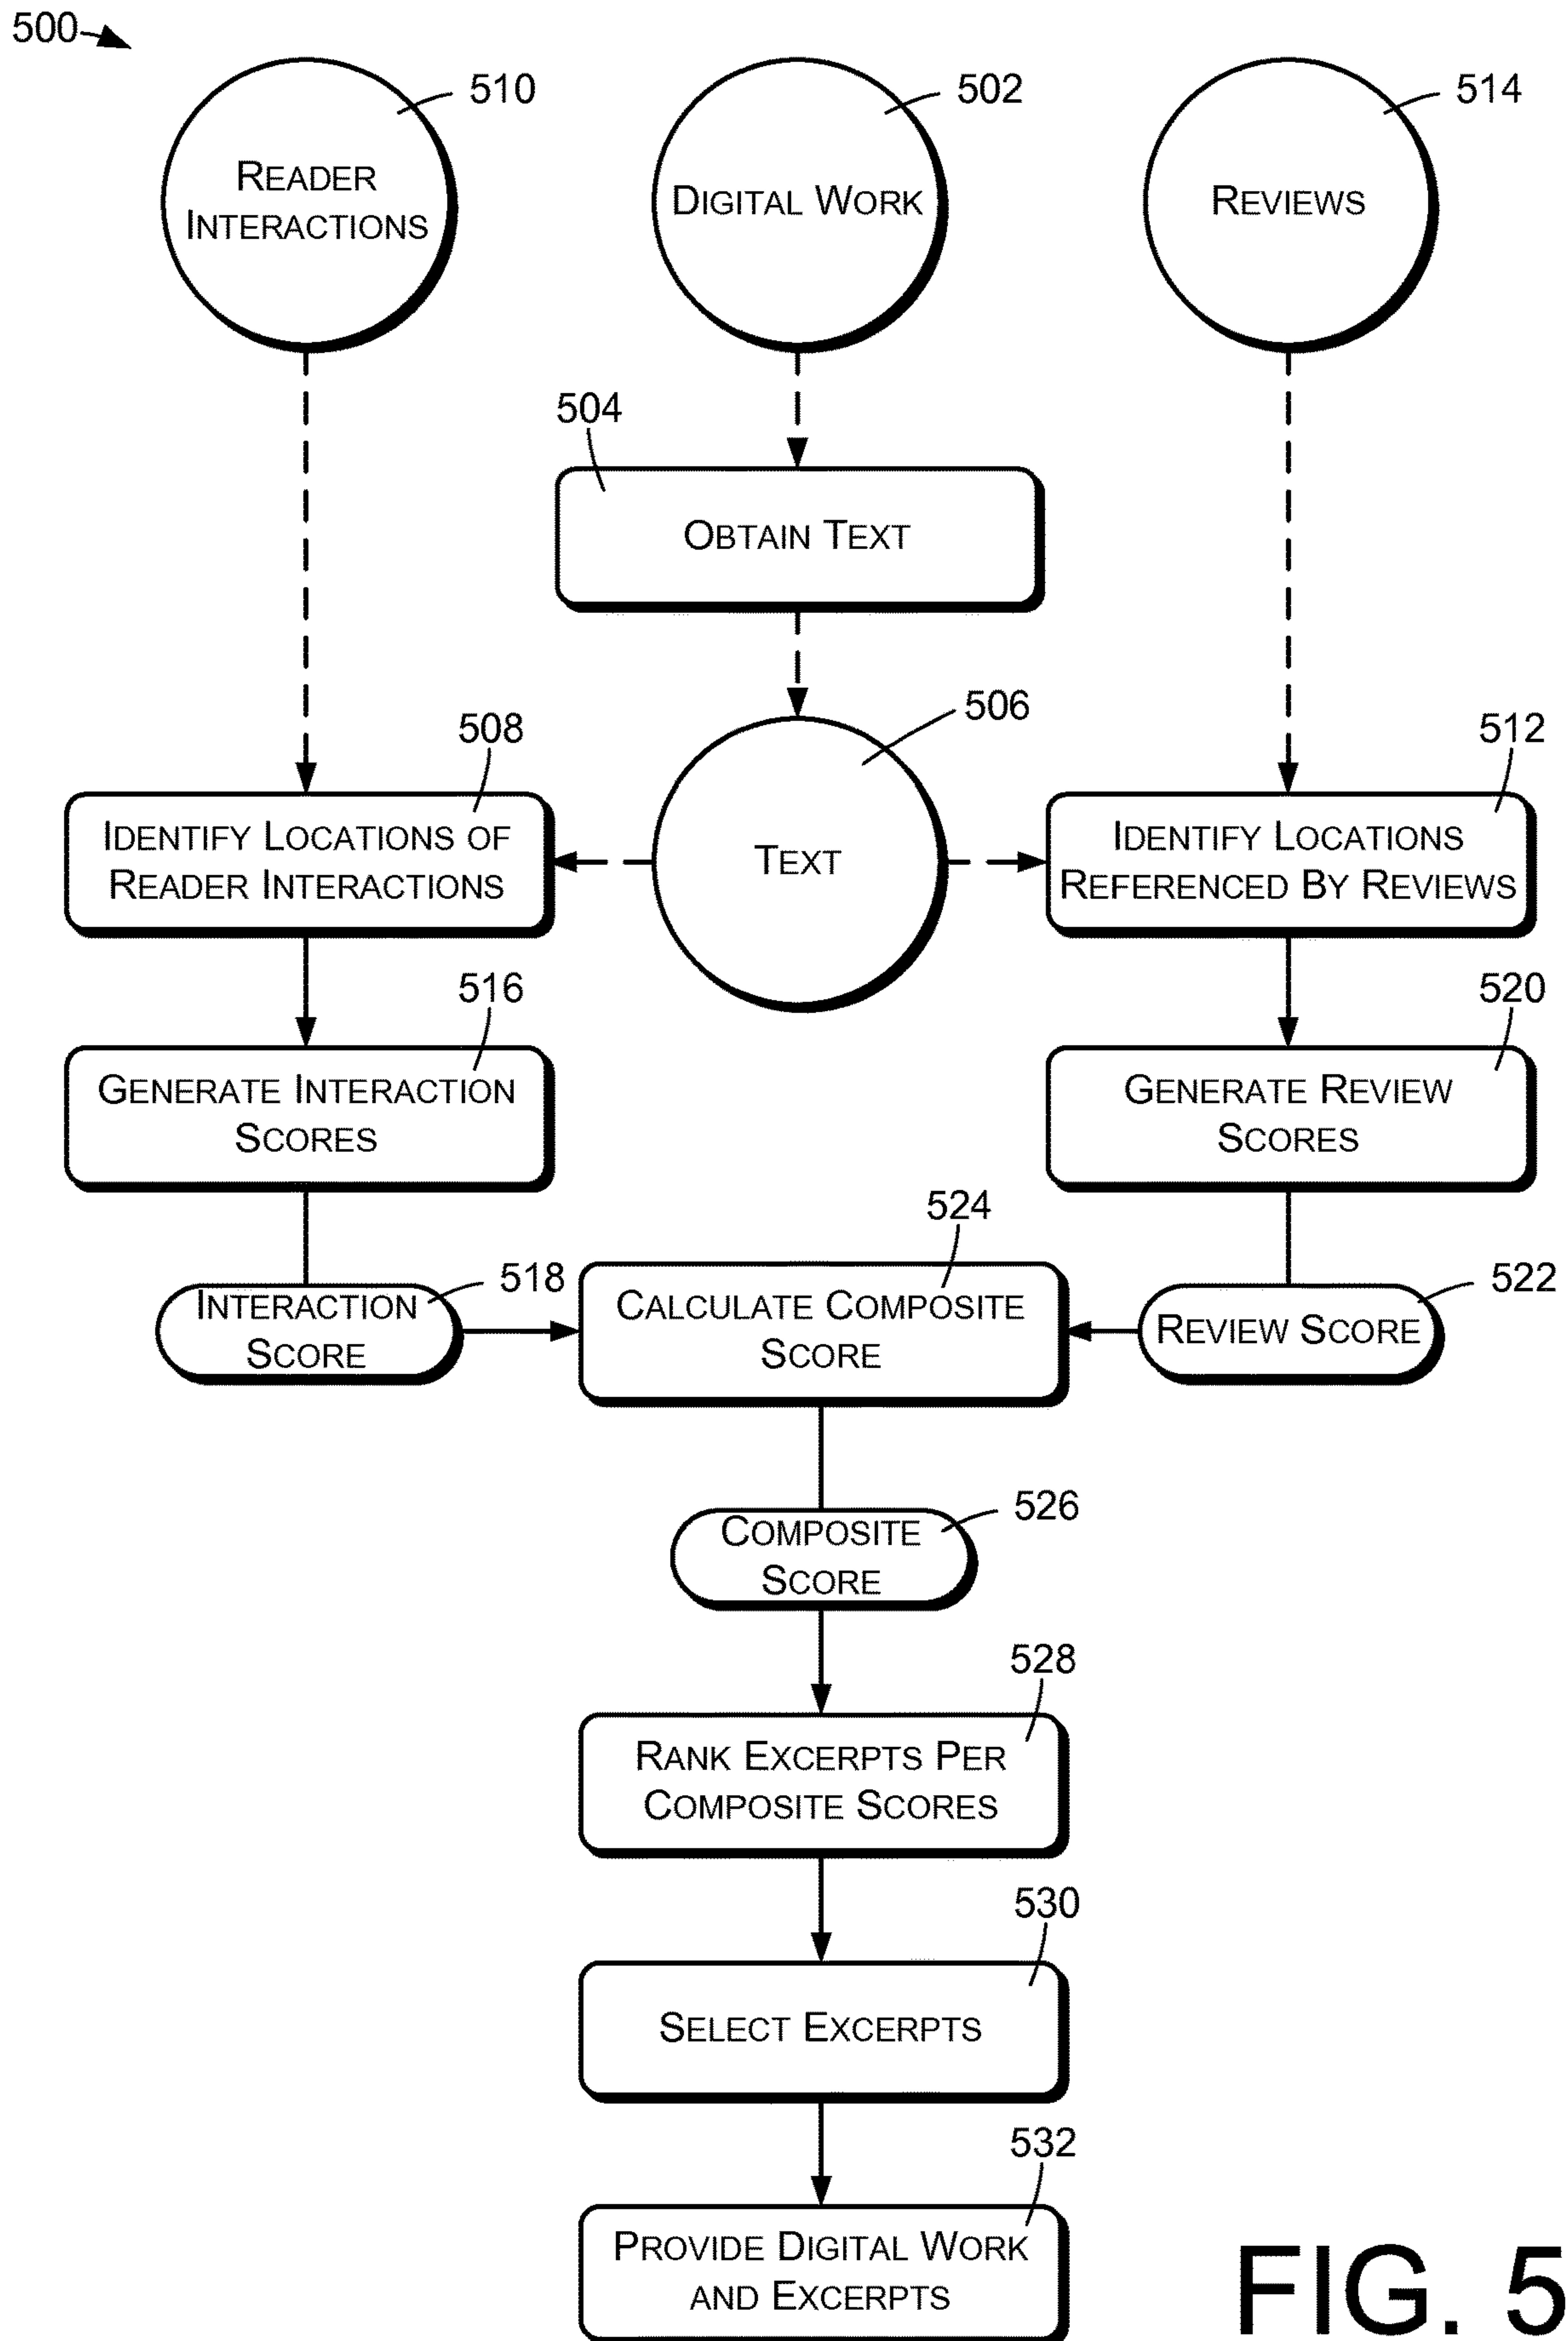 500
510
502
514
READER
INTERACTIONS
DIGITAL WORK
REVIEWS
504
OBTAIN TEXT
506
508
512
IDENTIFY LOCATIONS OF
READER INTERACTIONS
TEXT
IDENTIFY LOCATIONS
REFERENCED BY REVIEWS
516
520
GENERATE INTERACTION
SCORES
GENERATE REVIEW
SCORES
524
518
522
INTERACTION
SCORE
CALCULATE COMPOSITE
SCORE
REVIEW SCORE
526
COMPOSITE
SCORE
528
RANK EXCERPTS PER
COMPOSITE SCORES
530
SELECT EXCERPTS
532
PROVIDE DIGITAL WORK
AND EXCERPTS
FIG. 5